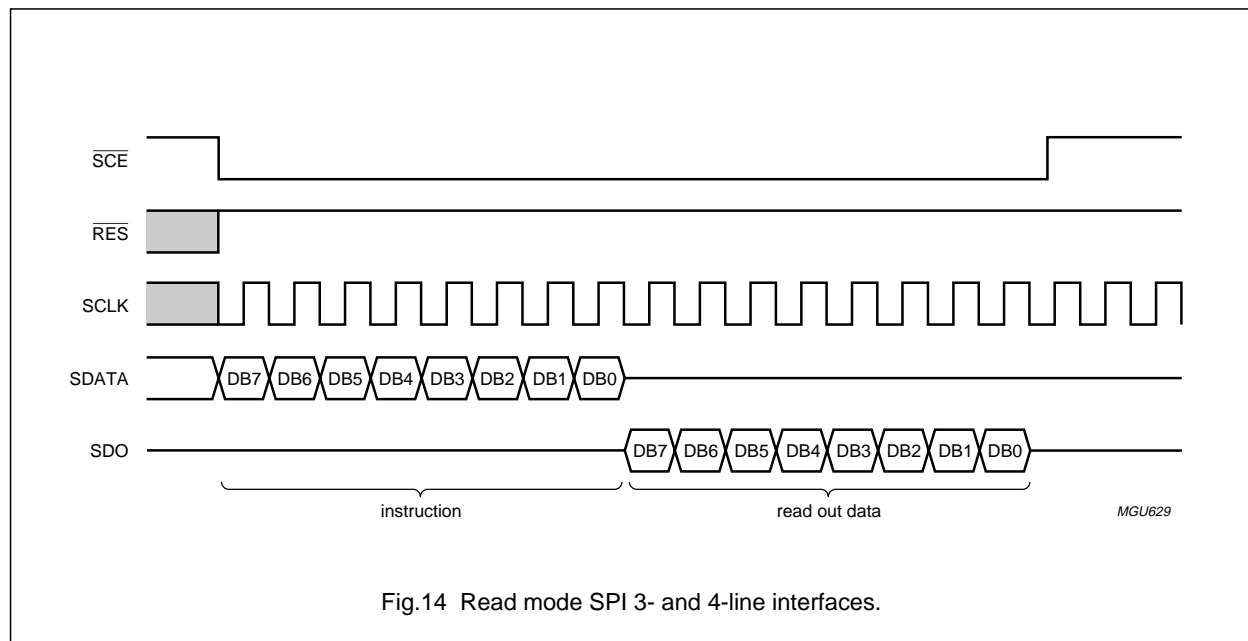 SCE
RES
SCLK
SDATA DB7 DB6 DB5 DB4 DB3 DB2 DB1 DB0
SDO DB7 DB6 DB5 DB4 DB3 DB2 DB1 DB0
instruction read out data MGU629
Fig.14 Read mode SPI 3- and 4-line interfaces.